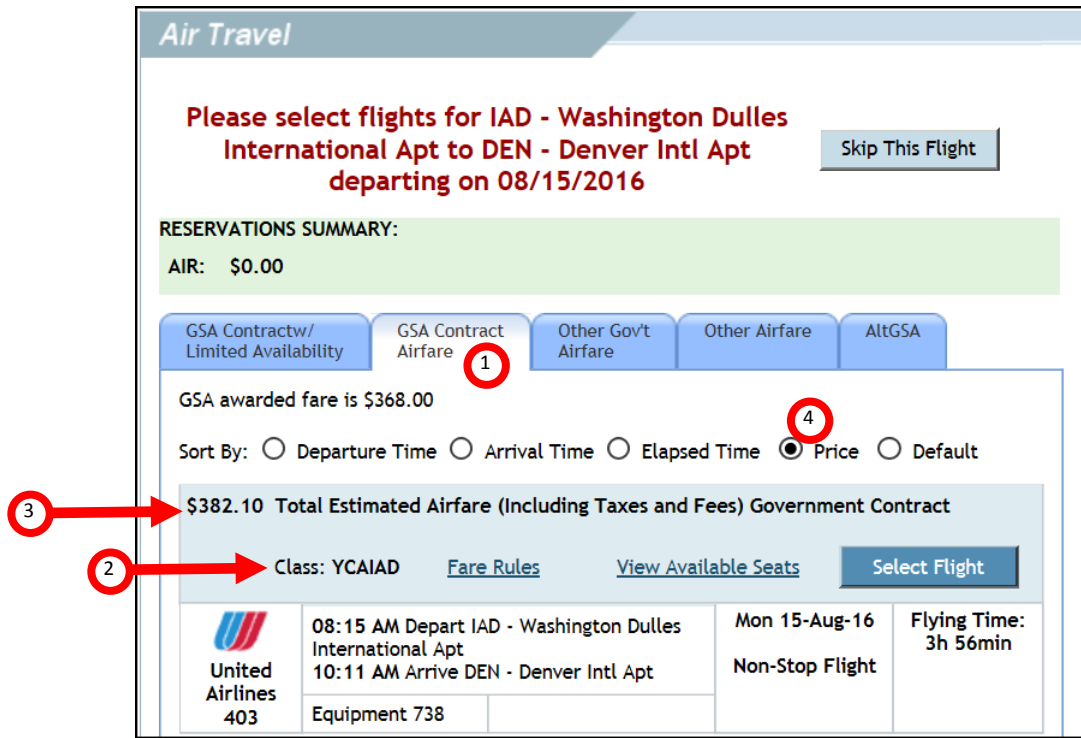 Air Travel
Please select flights for IAD - Washington Dulles
International Apt to DEN - Denver Intl Apt
departing on 08/15/2016
Skip This Flight
RESERVATIONS SUMMARY:
AIR: $0.00
GSA Contractw/
Limited Availability
GSA Contract
Airfare
1
Other Gov't
Airfare
Other Airfare
AltGSA
GSA awarded fare is $368.00
4
Sort By: Departure Time Arrival Time Elapsed Time Price Default
3
$382.10 Total Estimated Airfare (Including Taxes and Fees) Government Contract
2
Class: YCAIAD Fare Rules View Available Seats Select Flight
United
Airlines
403
08:15 AM Depart IAD - Washington Dulles
International Apt
10:11 AM Arrive DEN - Denver Intl Apt
Equipment 738
Mon 15-Aug-16
Non-Stop Flight
Flying Time:
3h 56min